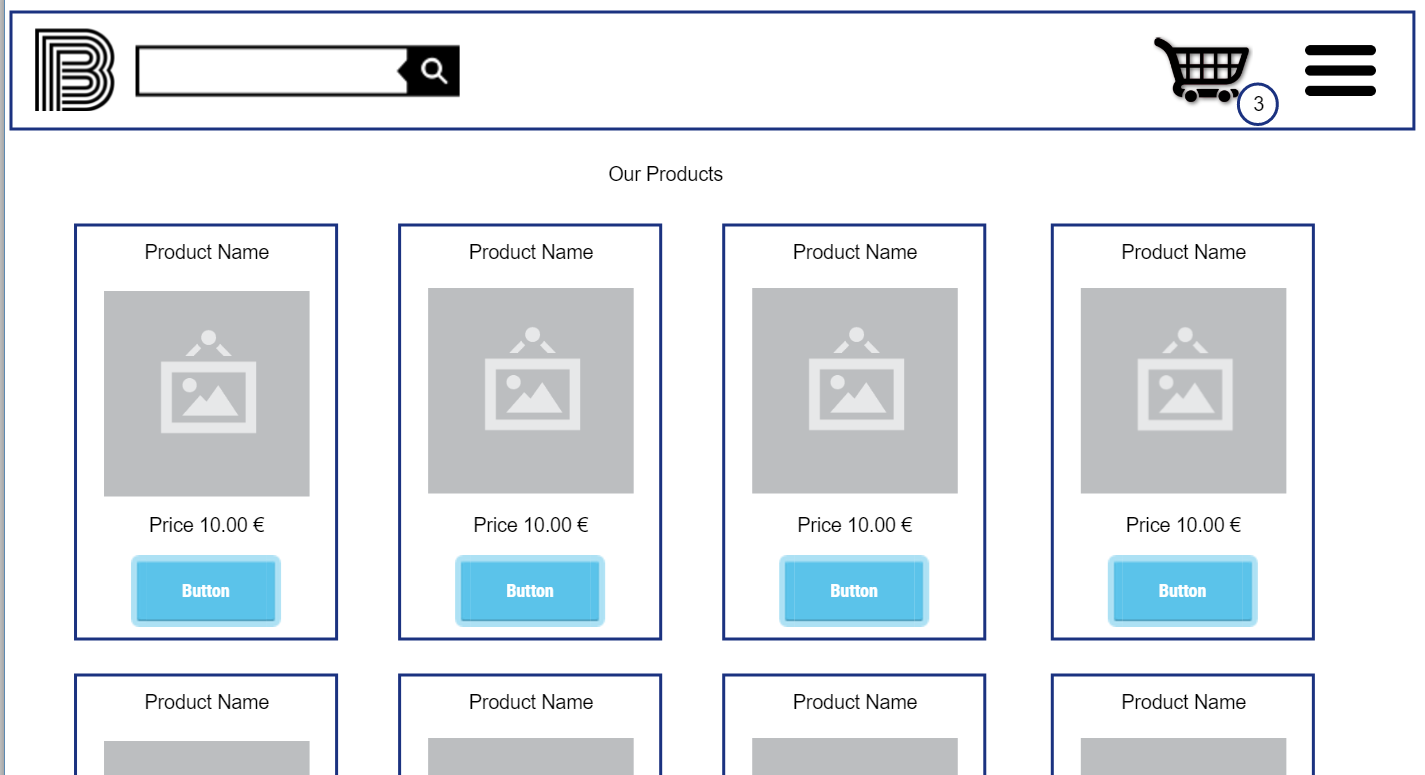 B
3
Our Products
Product Name Product Name Product Name Product Name
Price 10.00 € Price 10.00 € Price 10.00 € Price 10.00 €
Button Button Button Button
Product Name Product Name Product Name Product Name